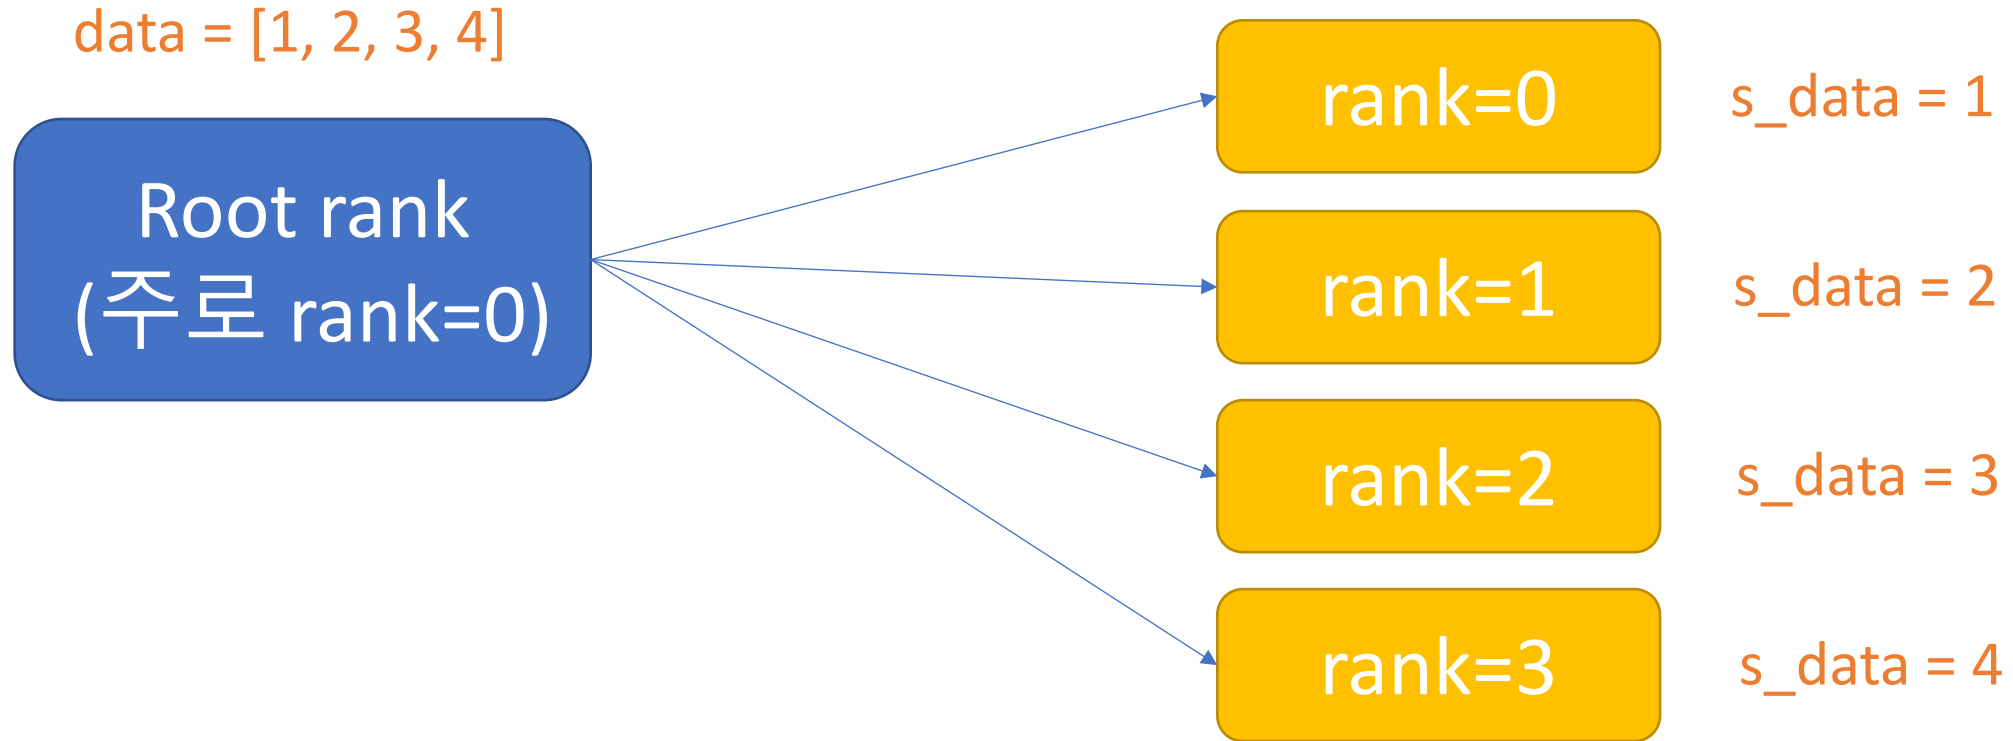 data = [1, 2, 3, 4]
Root rank
(주로 rank=0)
rank=0
s_data = 1
rank=1
s_data = 2
rank=2
s_data = 3
rank=3
s_data = 4